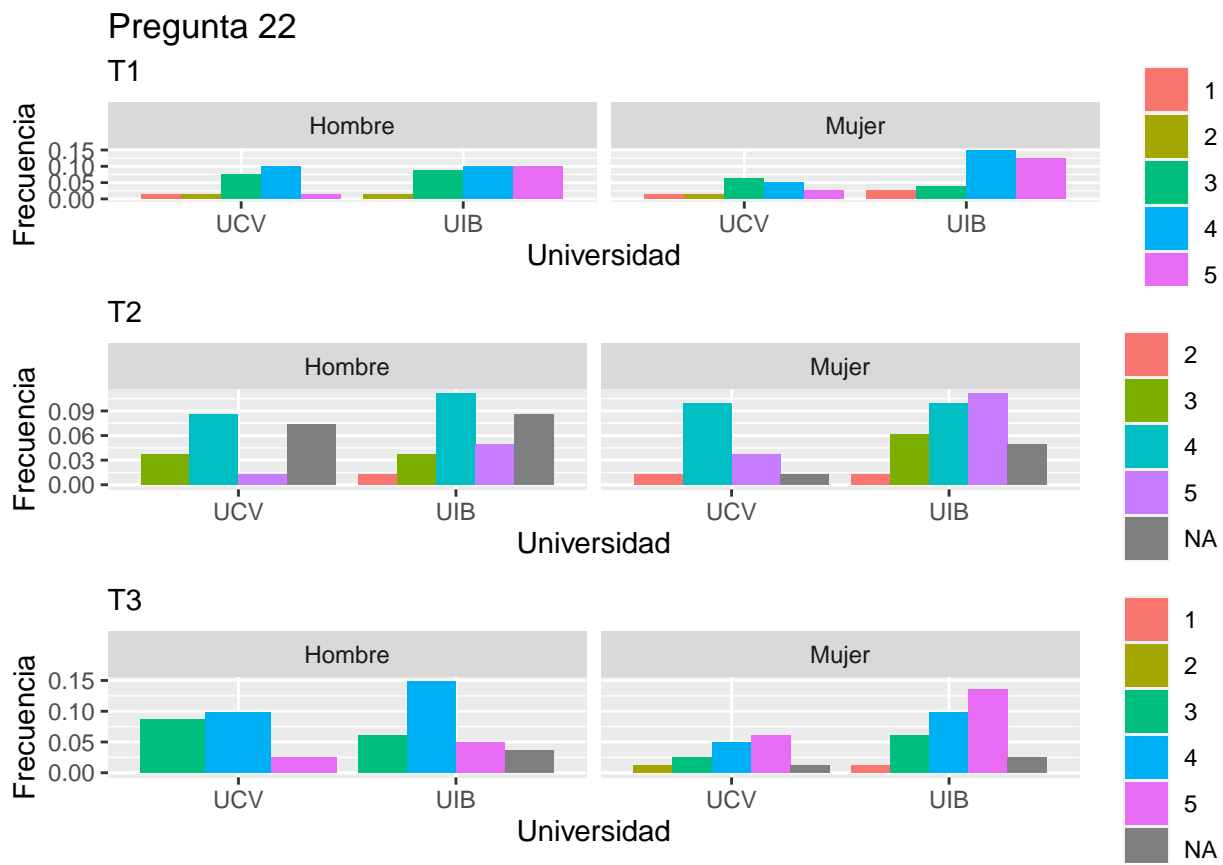 Pregunta 22
T1
Hombre
Mujer
Frecuencia
0.15
0.10
0.05
0.00
UCV
UIB
UCV
UIB
Universidad
1
2
3
4
5
T2
Hombre
Mujer
Frecuencia
0.09
0.06
0.03
0.00
UCV
UIB
UCV
UIB
Universidad
2
3
4
5
NA
T3
Hombre
Mujer
Frecuencia
0.15
0.10
0.05
0.00
UCV
UIB
UCV
UIB
Universidad
1
2
3
4
5
NA